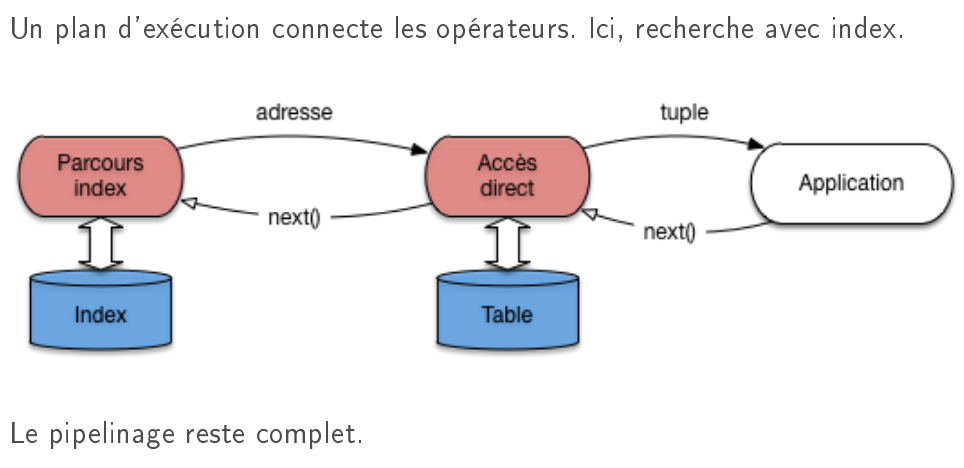 Un plan d'exécution connecte les opérateurs. Ici, recherche avec index.
adresse
tuple
Parcours
index
Accès
direct
Application
next()
next()
Index
Table
Le pipelinage reste complet.